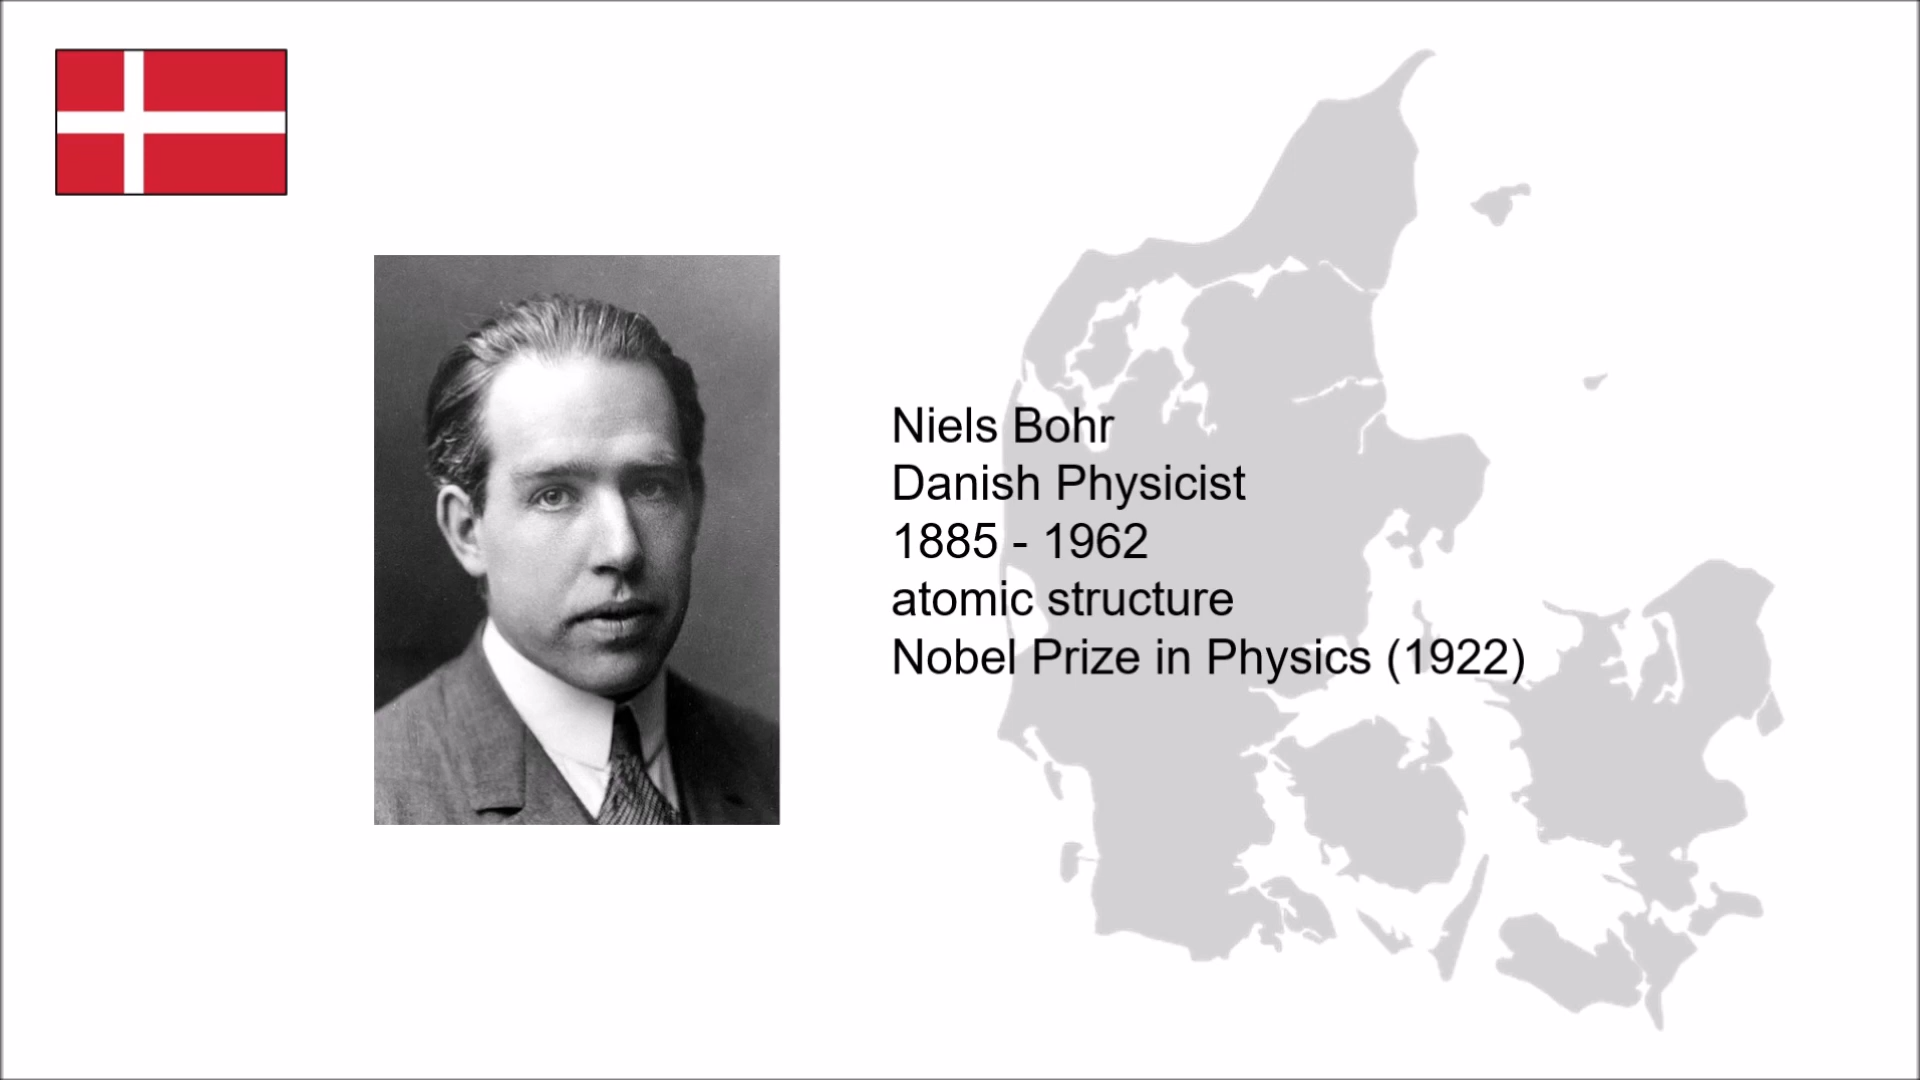 Niels Bohr
Danish Physicist
1885 - 1962
atomic structure
Nobel Prize in Physics (1922)